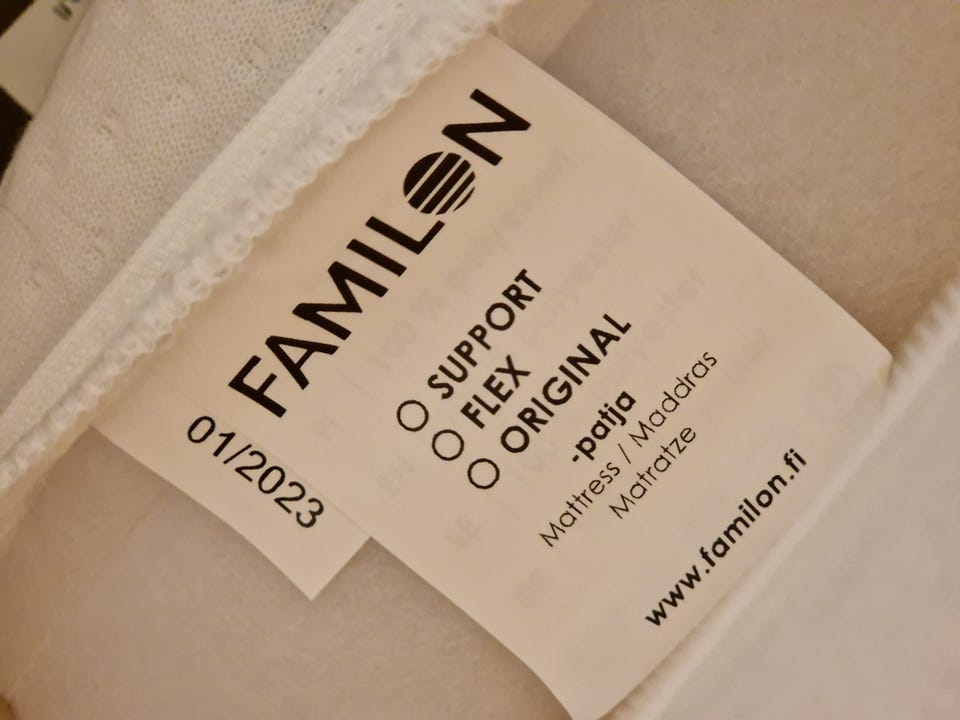 FAMILON
SUPPORT
FLEX
ORIGINAL
-patja
Mattress / Maddras
Matratze
www.familon.fi
01/2023